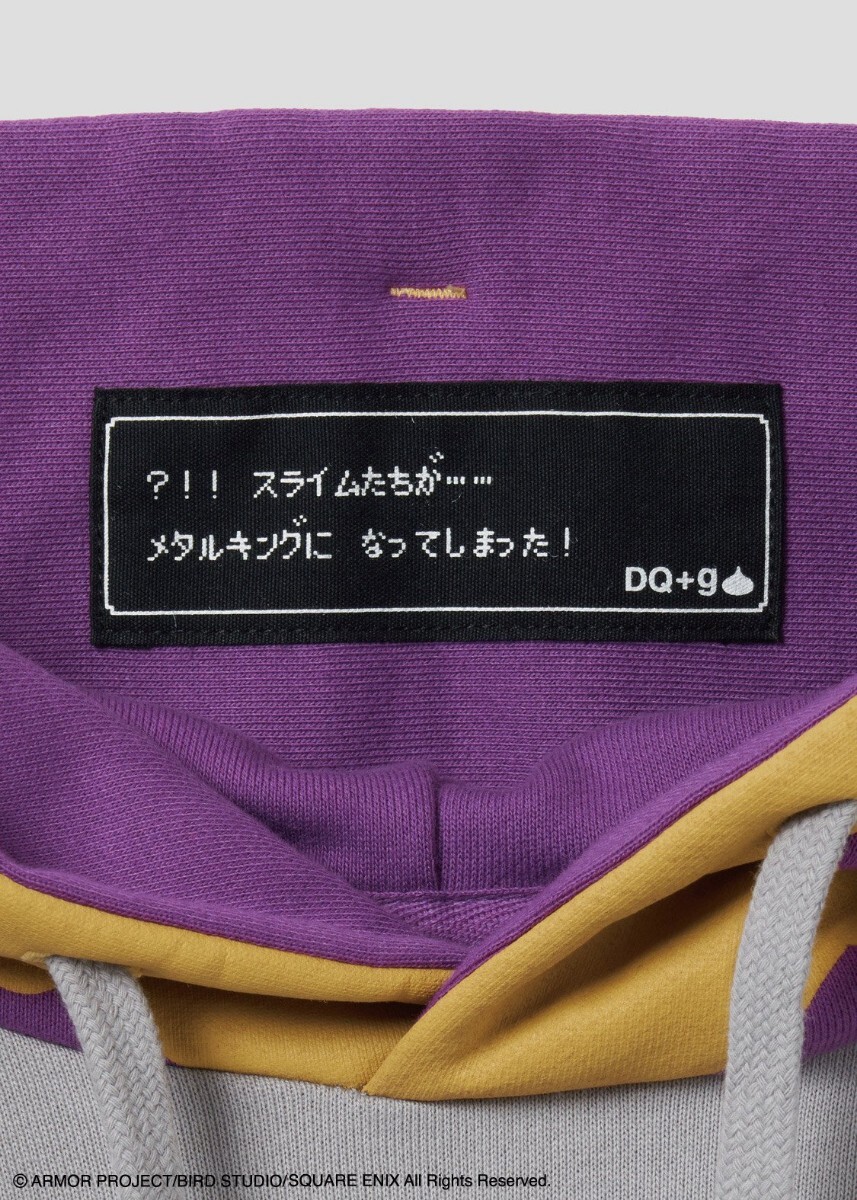 ?!! スライムたちが……
メタルキングに なってしまった!
DQ+g
© ARMOR PROJECT/BIRD STUDIO/SQUARE ENIX All Rights Reserved.